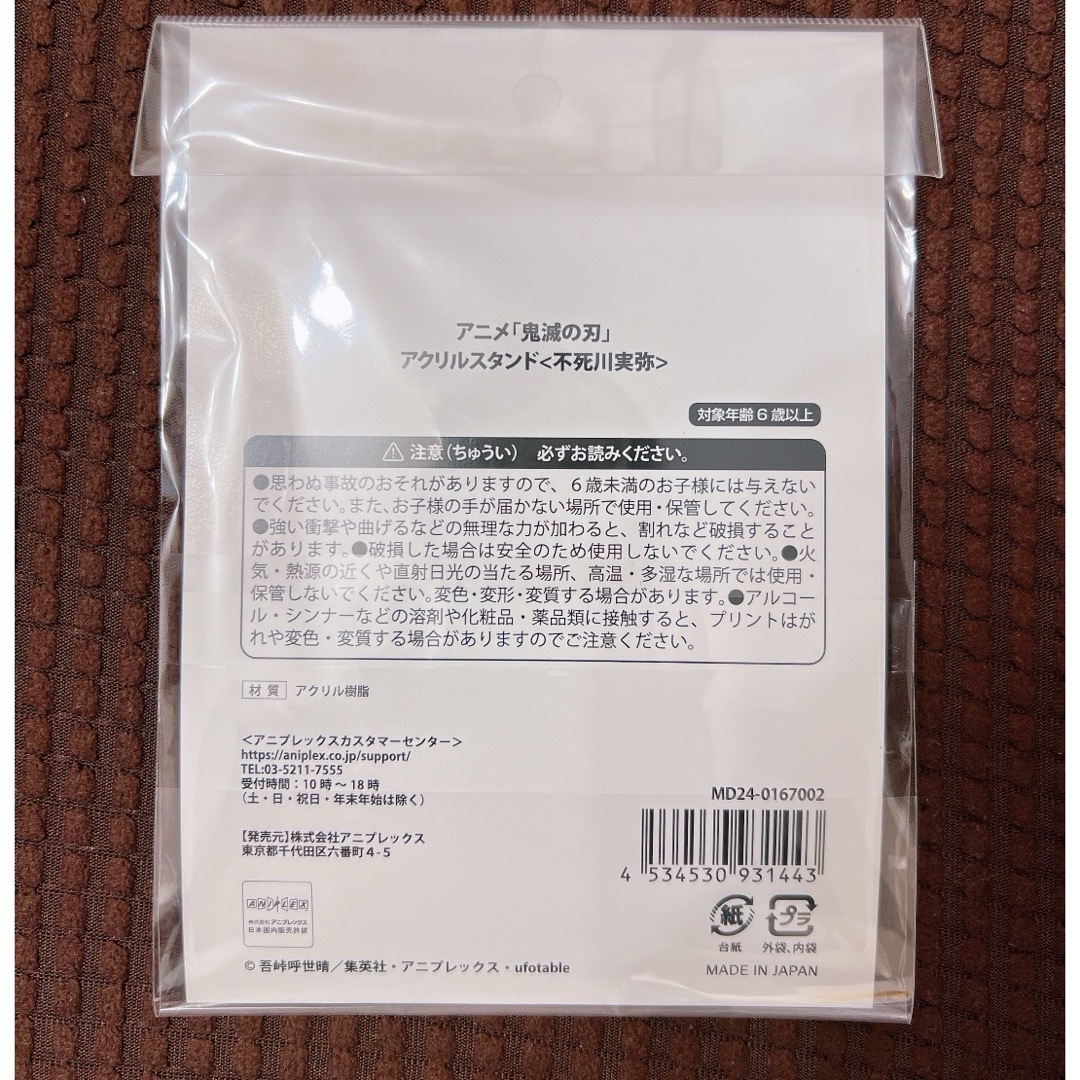 アニメ「鬼滅の刃」
アクリルスタンド<不死川実弥>
対象年齢6歳以上
⚠ 注意(ちゅうい) 必ずお読みください。
●思わぬ事故のおそれがありますので、6歳未満のお子様には与えない
でください。また、お子様の手が届かない場所で使用・保管してください。
●強い衝撃や曲げるなどの無理な力が加わると、割れなど破損すること
があります。●破損した場合は安全のため使用しないでください。●火
気・熱源の近くや直射日光の当たる場所、高温・多湿な場所では使用・
保管しないでください。変色・変形・変質する場合があります。●アルコー
ル・シンナーなどの溶剤や化粧品・薬品類に接触すると、プリントはが
れや変色・変質する場合がありますのでご注意ください。
材質 アクリル樹脂
<アニプレックスカスタマーセンター>
https://aniplex.co.jp/support/
TEL:03-5211-7555
受付時間:10時~18時
(土・日・祝日・年末年始は除く)
【発売元】株式会社アニプレックス
東京都千代田区六番町4-5
MD24-0167002
4 534530 931443
ANIPLEX
株式会社アニプレックス
日本国内販売許諾
紙
台紙
プラ
外袋、内袋
© 吾峠呼世晴/集英社・アニプレックス・ufotable
MADE IN JAPAN